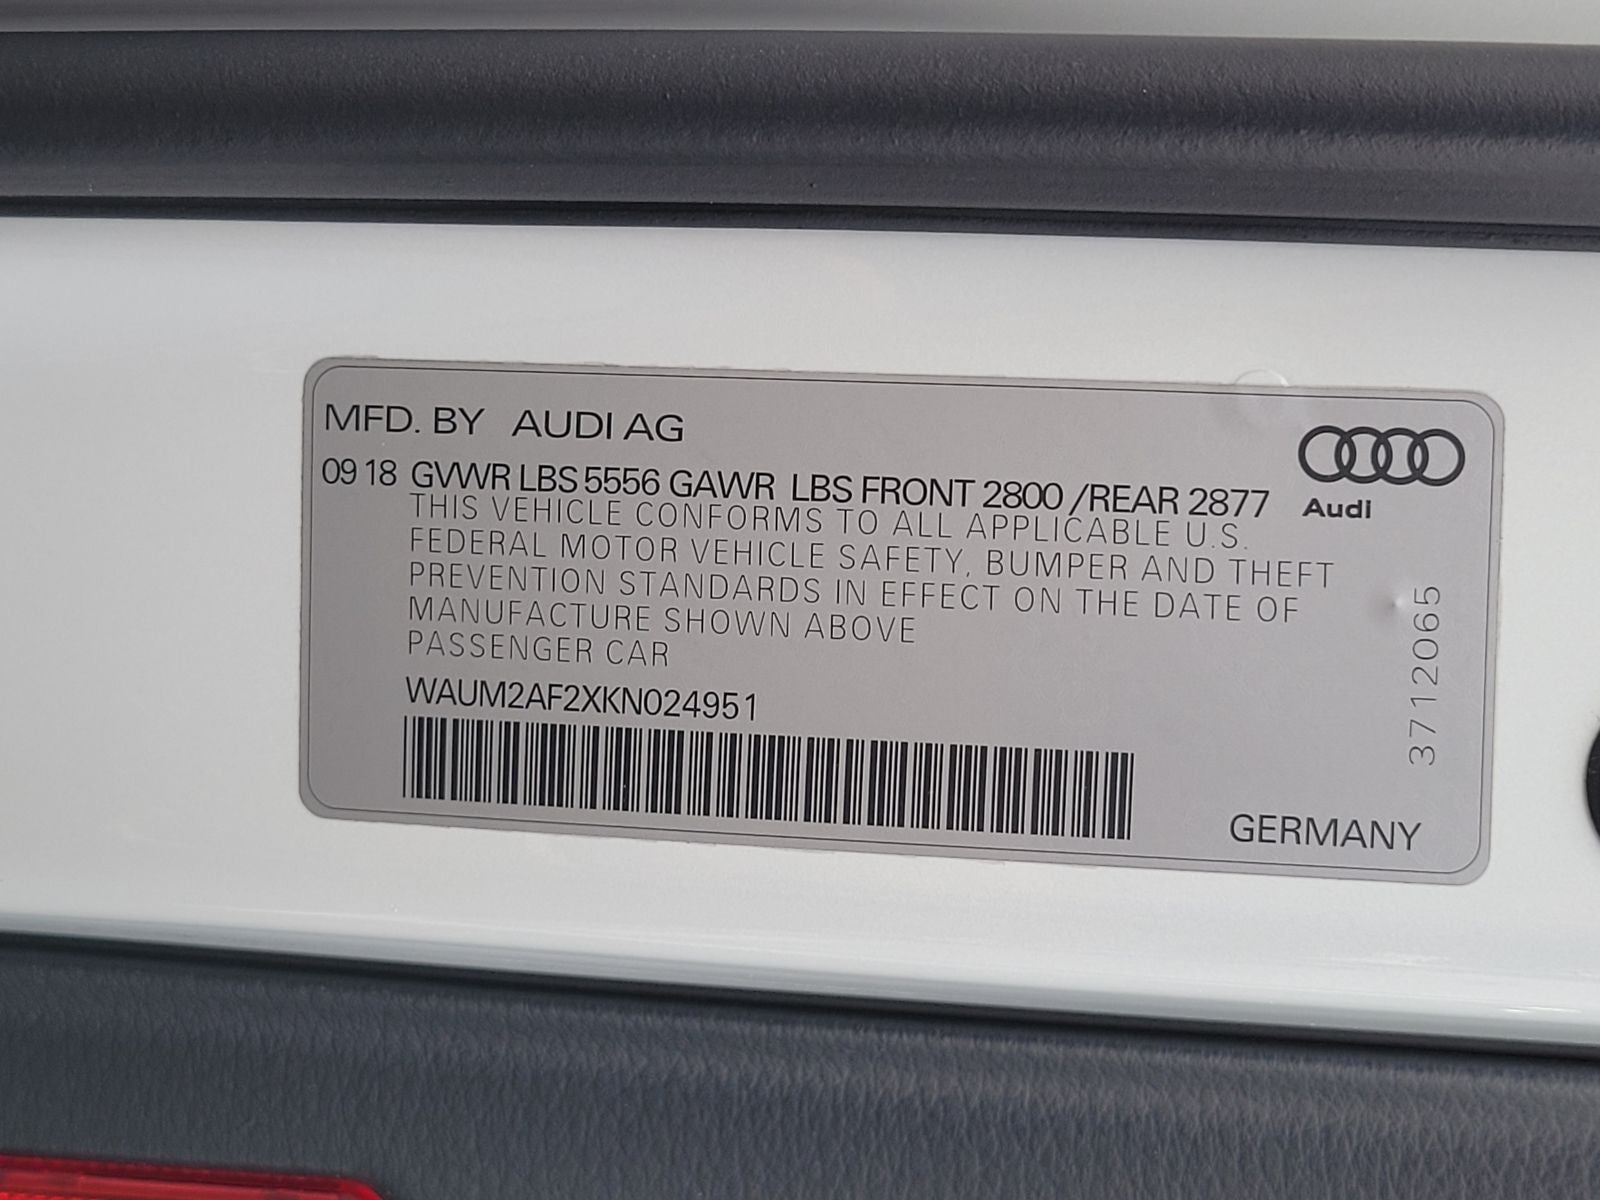 MFD. BY AUDI AG
09 18 GVWR LBS 5556 GAWR LBS FRONT 2800 /REAR 2877
Audi
THIS VEHICLE CONFORMS TO ALL APPLICABLE U.S.
FEDERAL MOTOR VEHICLE SAFETY, BUMPER AND THEFT
PREVENTION STANDARDS IN EFFECT ON THE DATE OF
MANUFACTURE SHOWN ABOVE
PASSENGER CAR
WAUM2AF2XKN024951
3712065
GERMANY